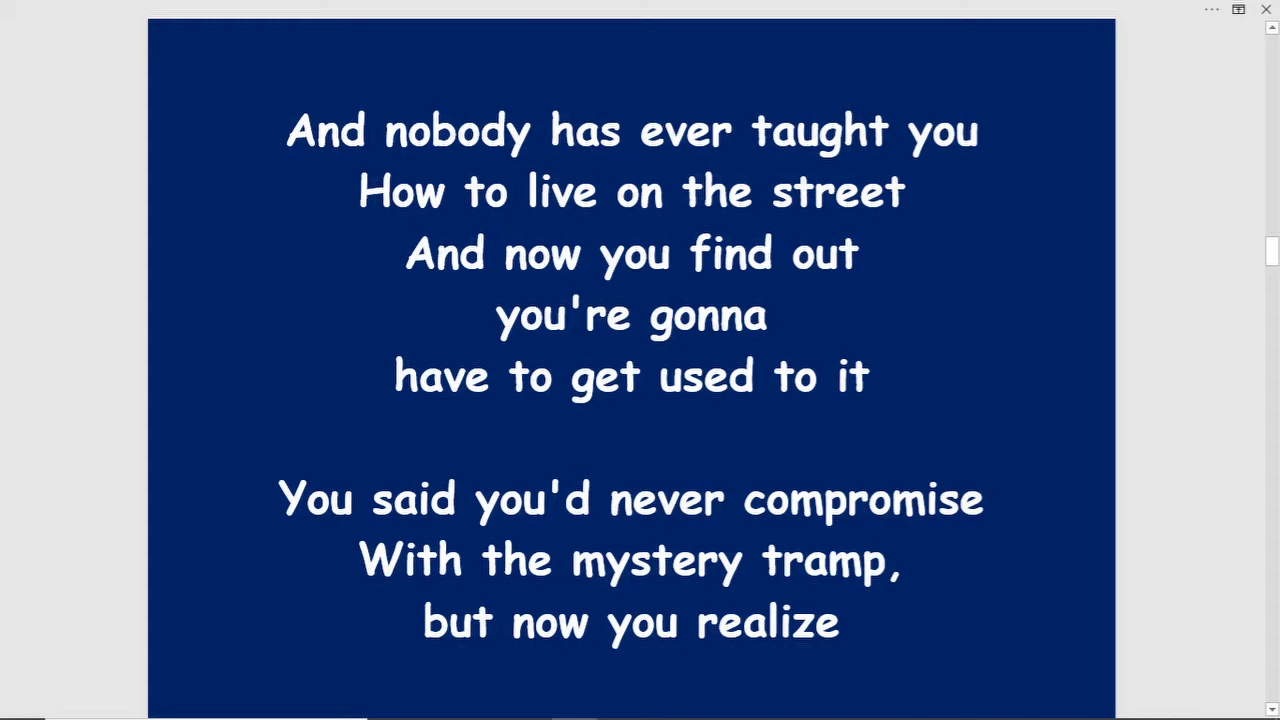 And nobody has ever taught you
How to live on the street
And now you find out
you're gonna
have to get used to it
You said you'd never compromise
With the mystery tramp,
but now you realize